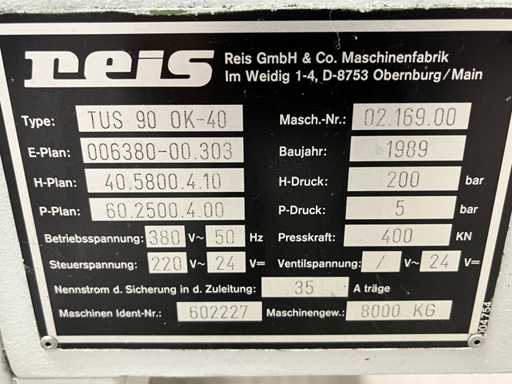 reis
Reis GmbH & Co. Maschinenfabrik
Im Weidig 1-4, D-8753 Obernburg/Main
Type: TUS 90 OK-40 Masch.-Nr.: 02.169.00
E-Plan: 006380-00.303 Baujahr: 1989
H-Plan: 40.5800.4.10 H-Druck: 200 bar
P-Plan: 60.2500.4.00 P-Druck: 5 bar
Betriebsspannung: 380 V~ 50 Hz Presskraft: 400 KN
Steuerspannung: 220 V~ 24 V= Ventilspannung: / V~ 24 V=
Nennstrom d. Sicherung in d. Zuleitung: 35 A träge
Maschinen Ident-Nr.: 602227 Maschinengew.: 8000 KG
004754